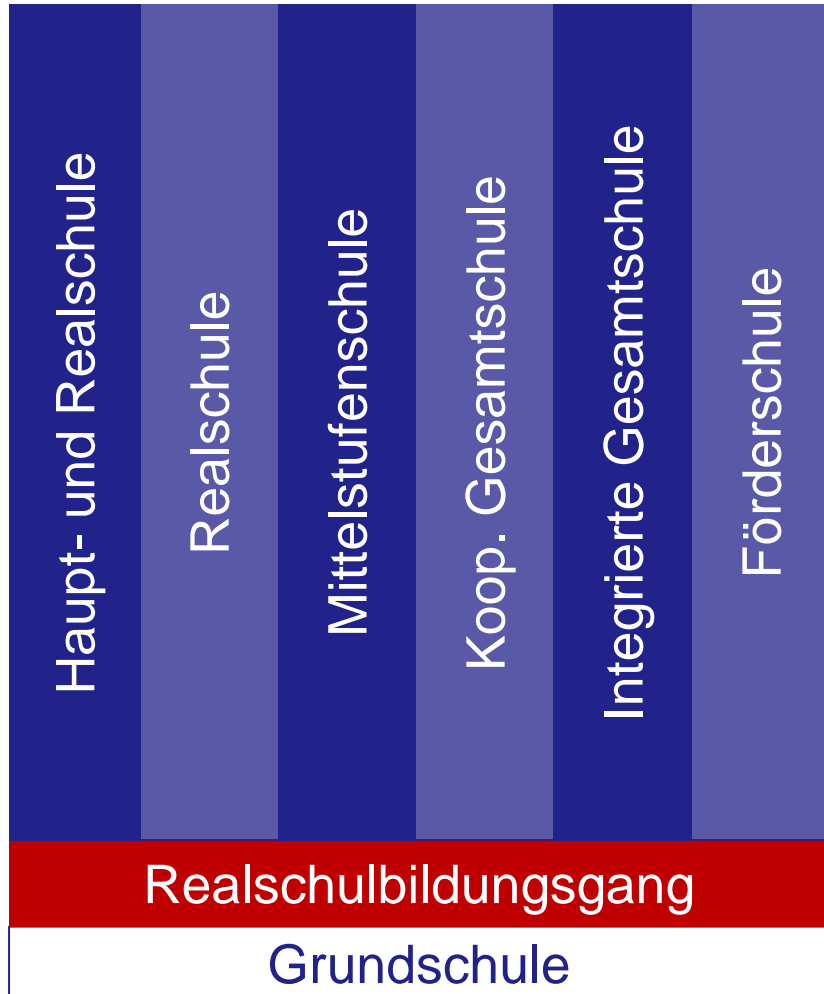 Haupt- und Realschule
Realschule
Mittelstufenschule
Koop. Gesamtschule
Integrierte Gesamtschule
Förderschule
Realschulbildungsgang
Grundschule